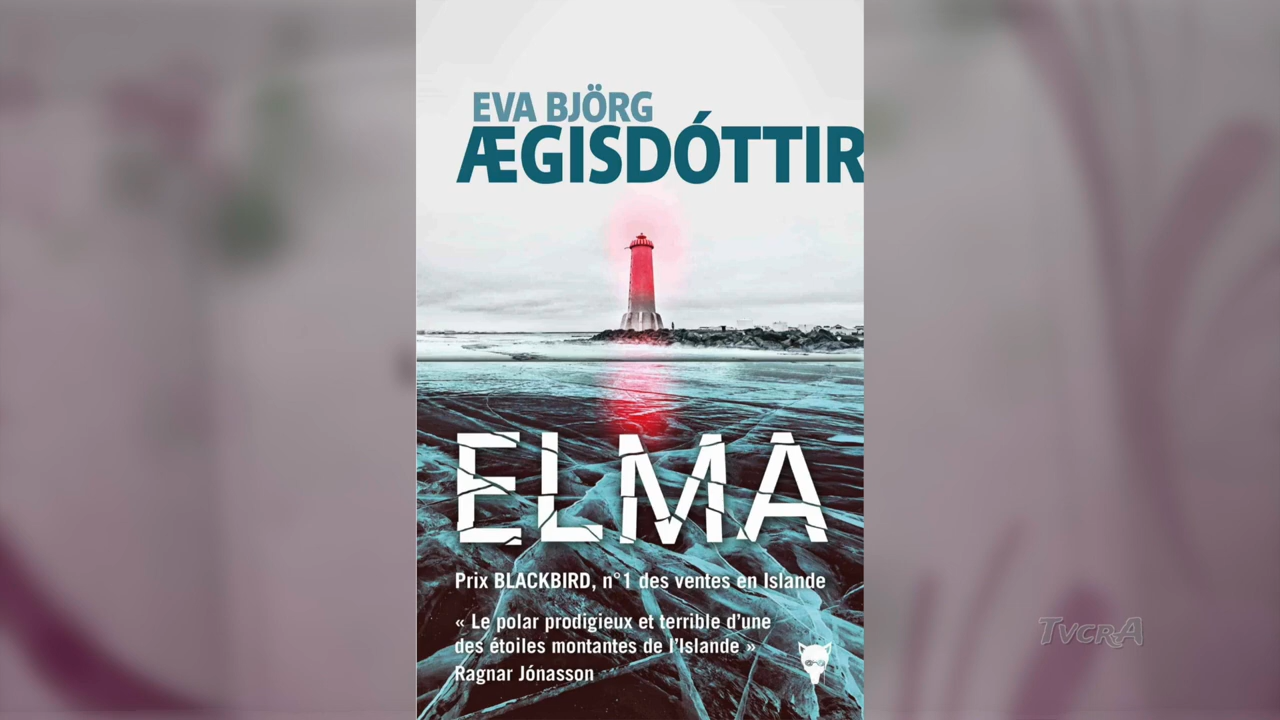 EVA BJÖRG
ÆGISDÓTTIR
ELMA
Prix BLACKBIRD, n°1 des ventes en Islande
« Le polar prodigieux et terrible d'une
des étoiles montantes de l'Islande »
Ragnar Jónasson
TVCRA